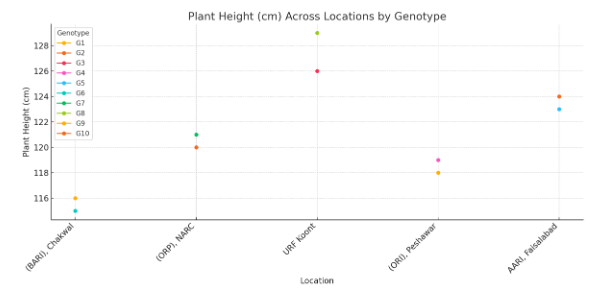 Plant Height (cm) Across Locations by Genotype
Plant Height (cm)
128
126
124
122
120
118
116
Genotype
G1
G2
G3
G4
G5
G6
G7
G8
G9
G10
(BARI), Chakwal
(ORP), NARC
URF Koont
(ORI), Peshawar
AARI, Faisalabad
Location